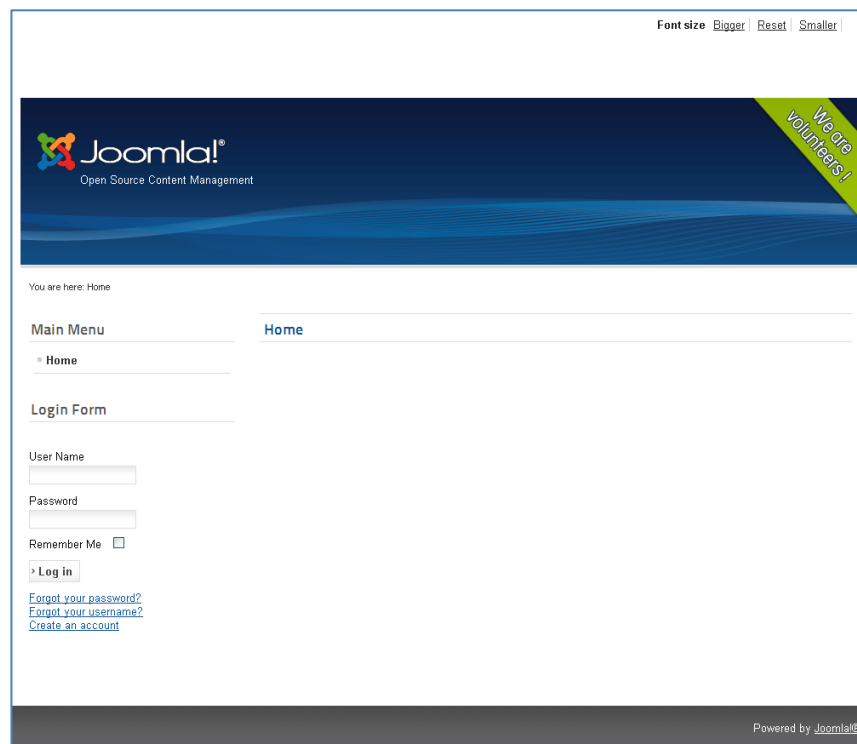 Font size Bigger Reset Smaller
We are
volunteers!
Joomla!®
Open Source Content Management
You are here: Home
Main Menu
Home
Home
Login Form
User Name
Password
Remember Me
Log in
Forgot your password?
Forgot your username?
Create an account
Powered by Joomla!®